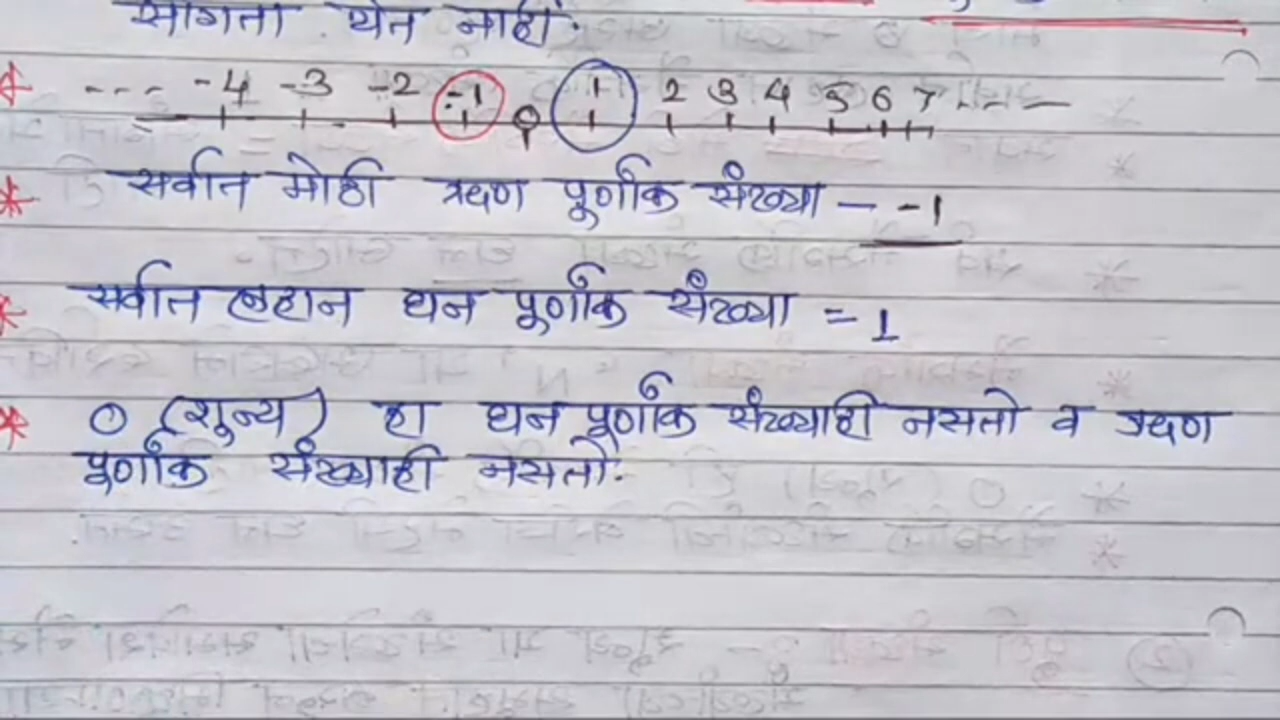 सांगता येत नाही.
--- -4 -3 -2 -1 0 1 2 3 4 5 6 7 ----
सर्वात मोठी ऋण पूर्णांक संख्या — -1
सर्वात लहान धन पूर्णांक संख्या = 1
0 (शून्य) हा धन पूर्णांक संख्याही नसतो व ऋण
पूर्णांक संख्याही नसतो.